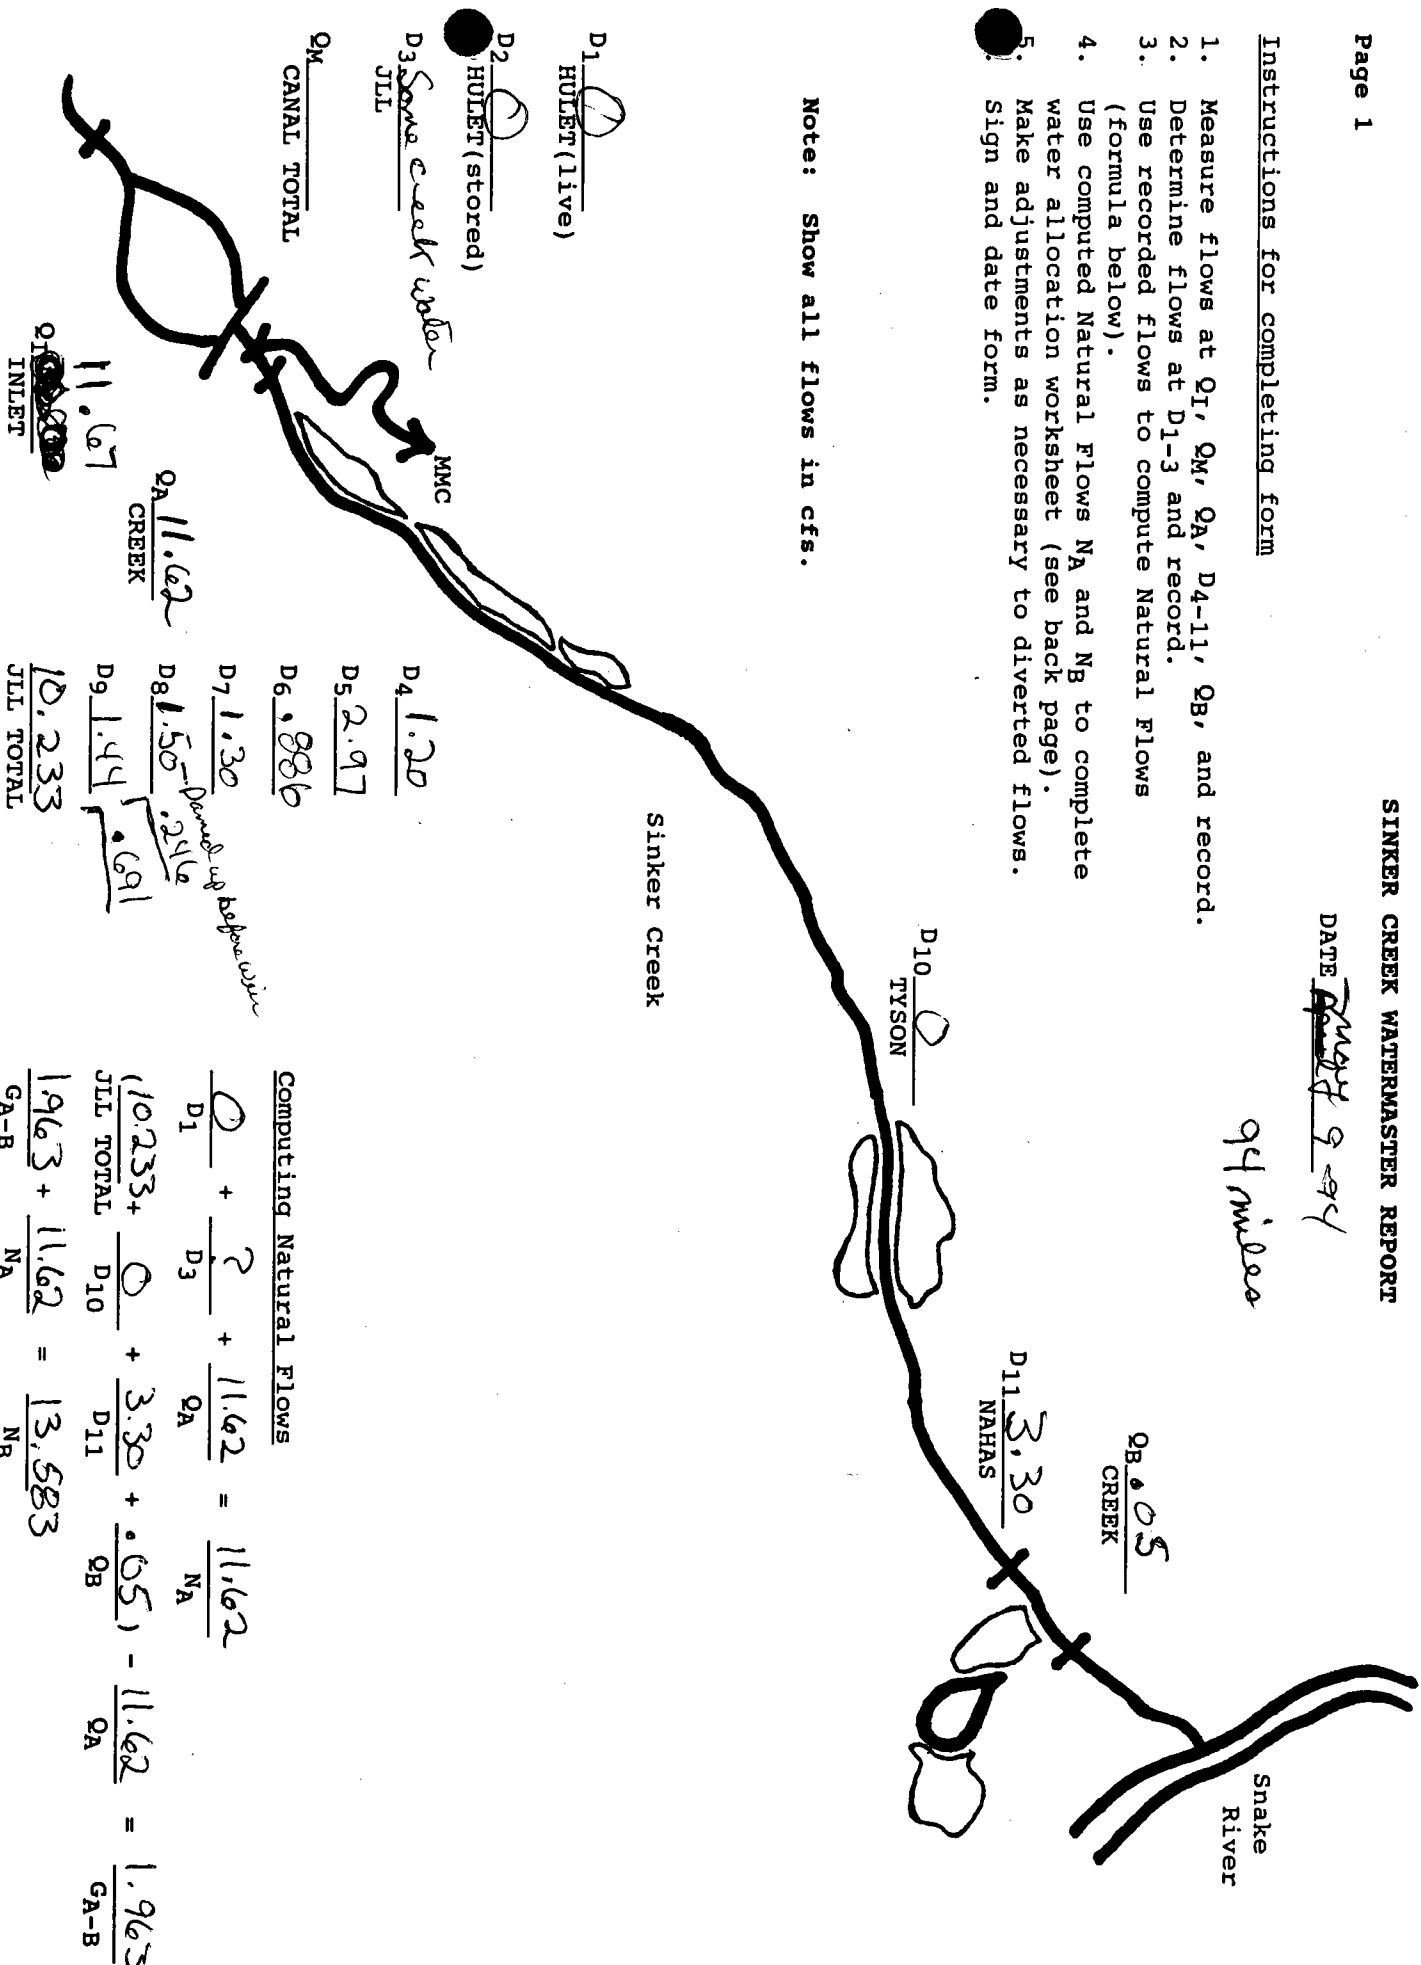 Page 1
SINKER CREEK WATERMASTER REPORT
DATE May 9-94
94 miles
Instructions for completing form
1. Measure flows at QI, QM, QA, D4-11, QB, and record.
2. Determine flows at D1-3 and record.
3. Use recorded flows to compute Natural Flows
(formula below).
4. Use computed Natural Flows NA and NB to complete
water allocation worksheet (see back page).
5. Make adjustments as necessary to diverted flows.
Sign and date form.
Note: Show all flows in cfs.
Snake
River
QB .05
CREEK
D11 3.30
NAHAS
D10 0
TYSON
D1 0
HULET(live)
D2 0
HULET(stored)
D3 Some creek water
JLL
QM
CANAL TOTAL
MMC
Sinker Creek
11.67
QI
INLET
QA 11.62
CREEK
D4 1.20
D5 2.97
D6 .886
D7 1.30
D8 1.50 - Damed up before wier
.246
D9 1.44
.691
10.233
JLL TOTAL
Computing Natural Flows
0 + ? + 11.62 = 11.62
D1 D3 QA NA
(10.233 + 0 + 3.30 + .05) - 11.62 = 1.963
JLL TOTAL D10 D11 QB QA GA-B
1.963 + 11.62 = 13.583
GA-B NA NB